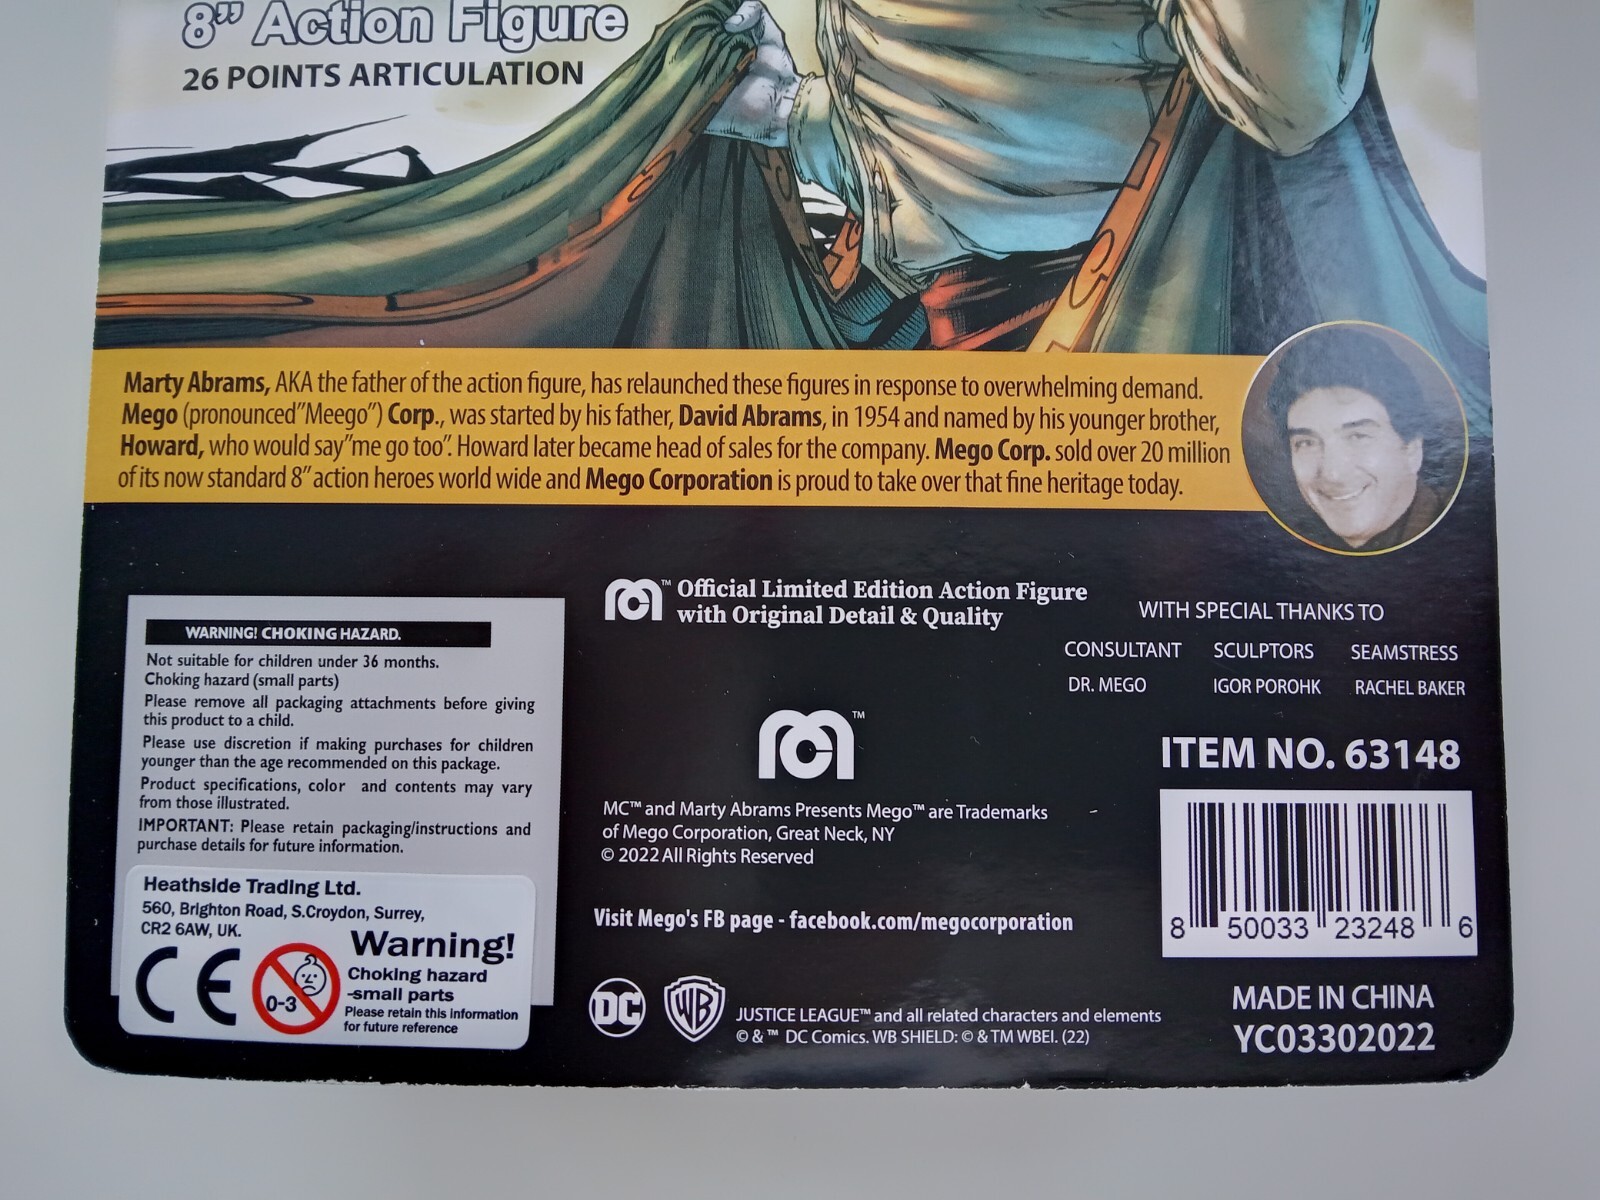 8” Action Figure
26 POINTS ARTICULATION
Marty Abrams, AKA the father of the action figure, has relaunched these figures in response to overwhelming demand.
Mego (pronounced”Meego”) Corp., was started by his father, David Abrams, in 1954 and named by his younger brother,
Howard, who would say”me go too”. Howard later became head of sales for the company. Mego Corp. sold over 20 million
of its now standard 8” action heroes world wide and Mego Corporation is proud to take over that fine heritage today.
WARNING! CHOKING HAZARD.
Not suitable for children under 36 months.
Choking hazard (small parts)
Please remove all packaging attachments before giving
this product to a child.
Please use discretion if making purchases for children
younger than the age recommended on this package.
Product specifications, color and contents may vary
from those illustrated.
IMPORTANT: Please retain packaging/instructions and
purchase details for future information.
Heathside Trading Ltd.
560, Brighton Road, S.Croydon, Surrey,
CR2 6AW, UK.
CE
0-3
Warning!
Choking hazard
-small parts
Please retain this information
for future reference
MC™ Official Limited Edition Action Figure
with Original Detail & Quality
MC™
MC™ and Marty Abrams Presents Mego™ are Trademarks
of Mego Corporation, Great Neck, NY
© 2022 All Rights Reserved
Visit Mego's FB page - facebook.com/megocorporation
DC
WB
JUSTICE LEAGUE™ and all related characters and elements
© & ™ DC Comics. WB SHIELD: © & TM WBEI. (22)
WITH SPECIAL THANKS TO
CONSULTANT SCULPTORS SEAMSTRESS
DR. MEGO IGOR POROHK RACHEL BAKER
ITEM NO. 63148
8 50033 23248 6
MADE IN CHINA
YC03302022